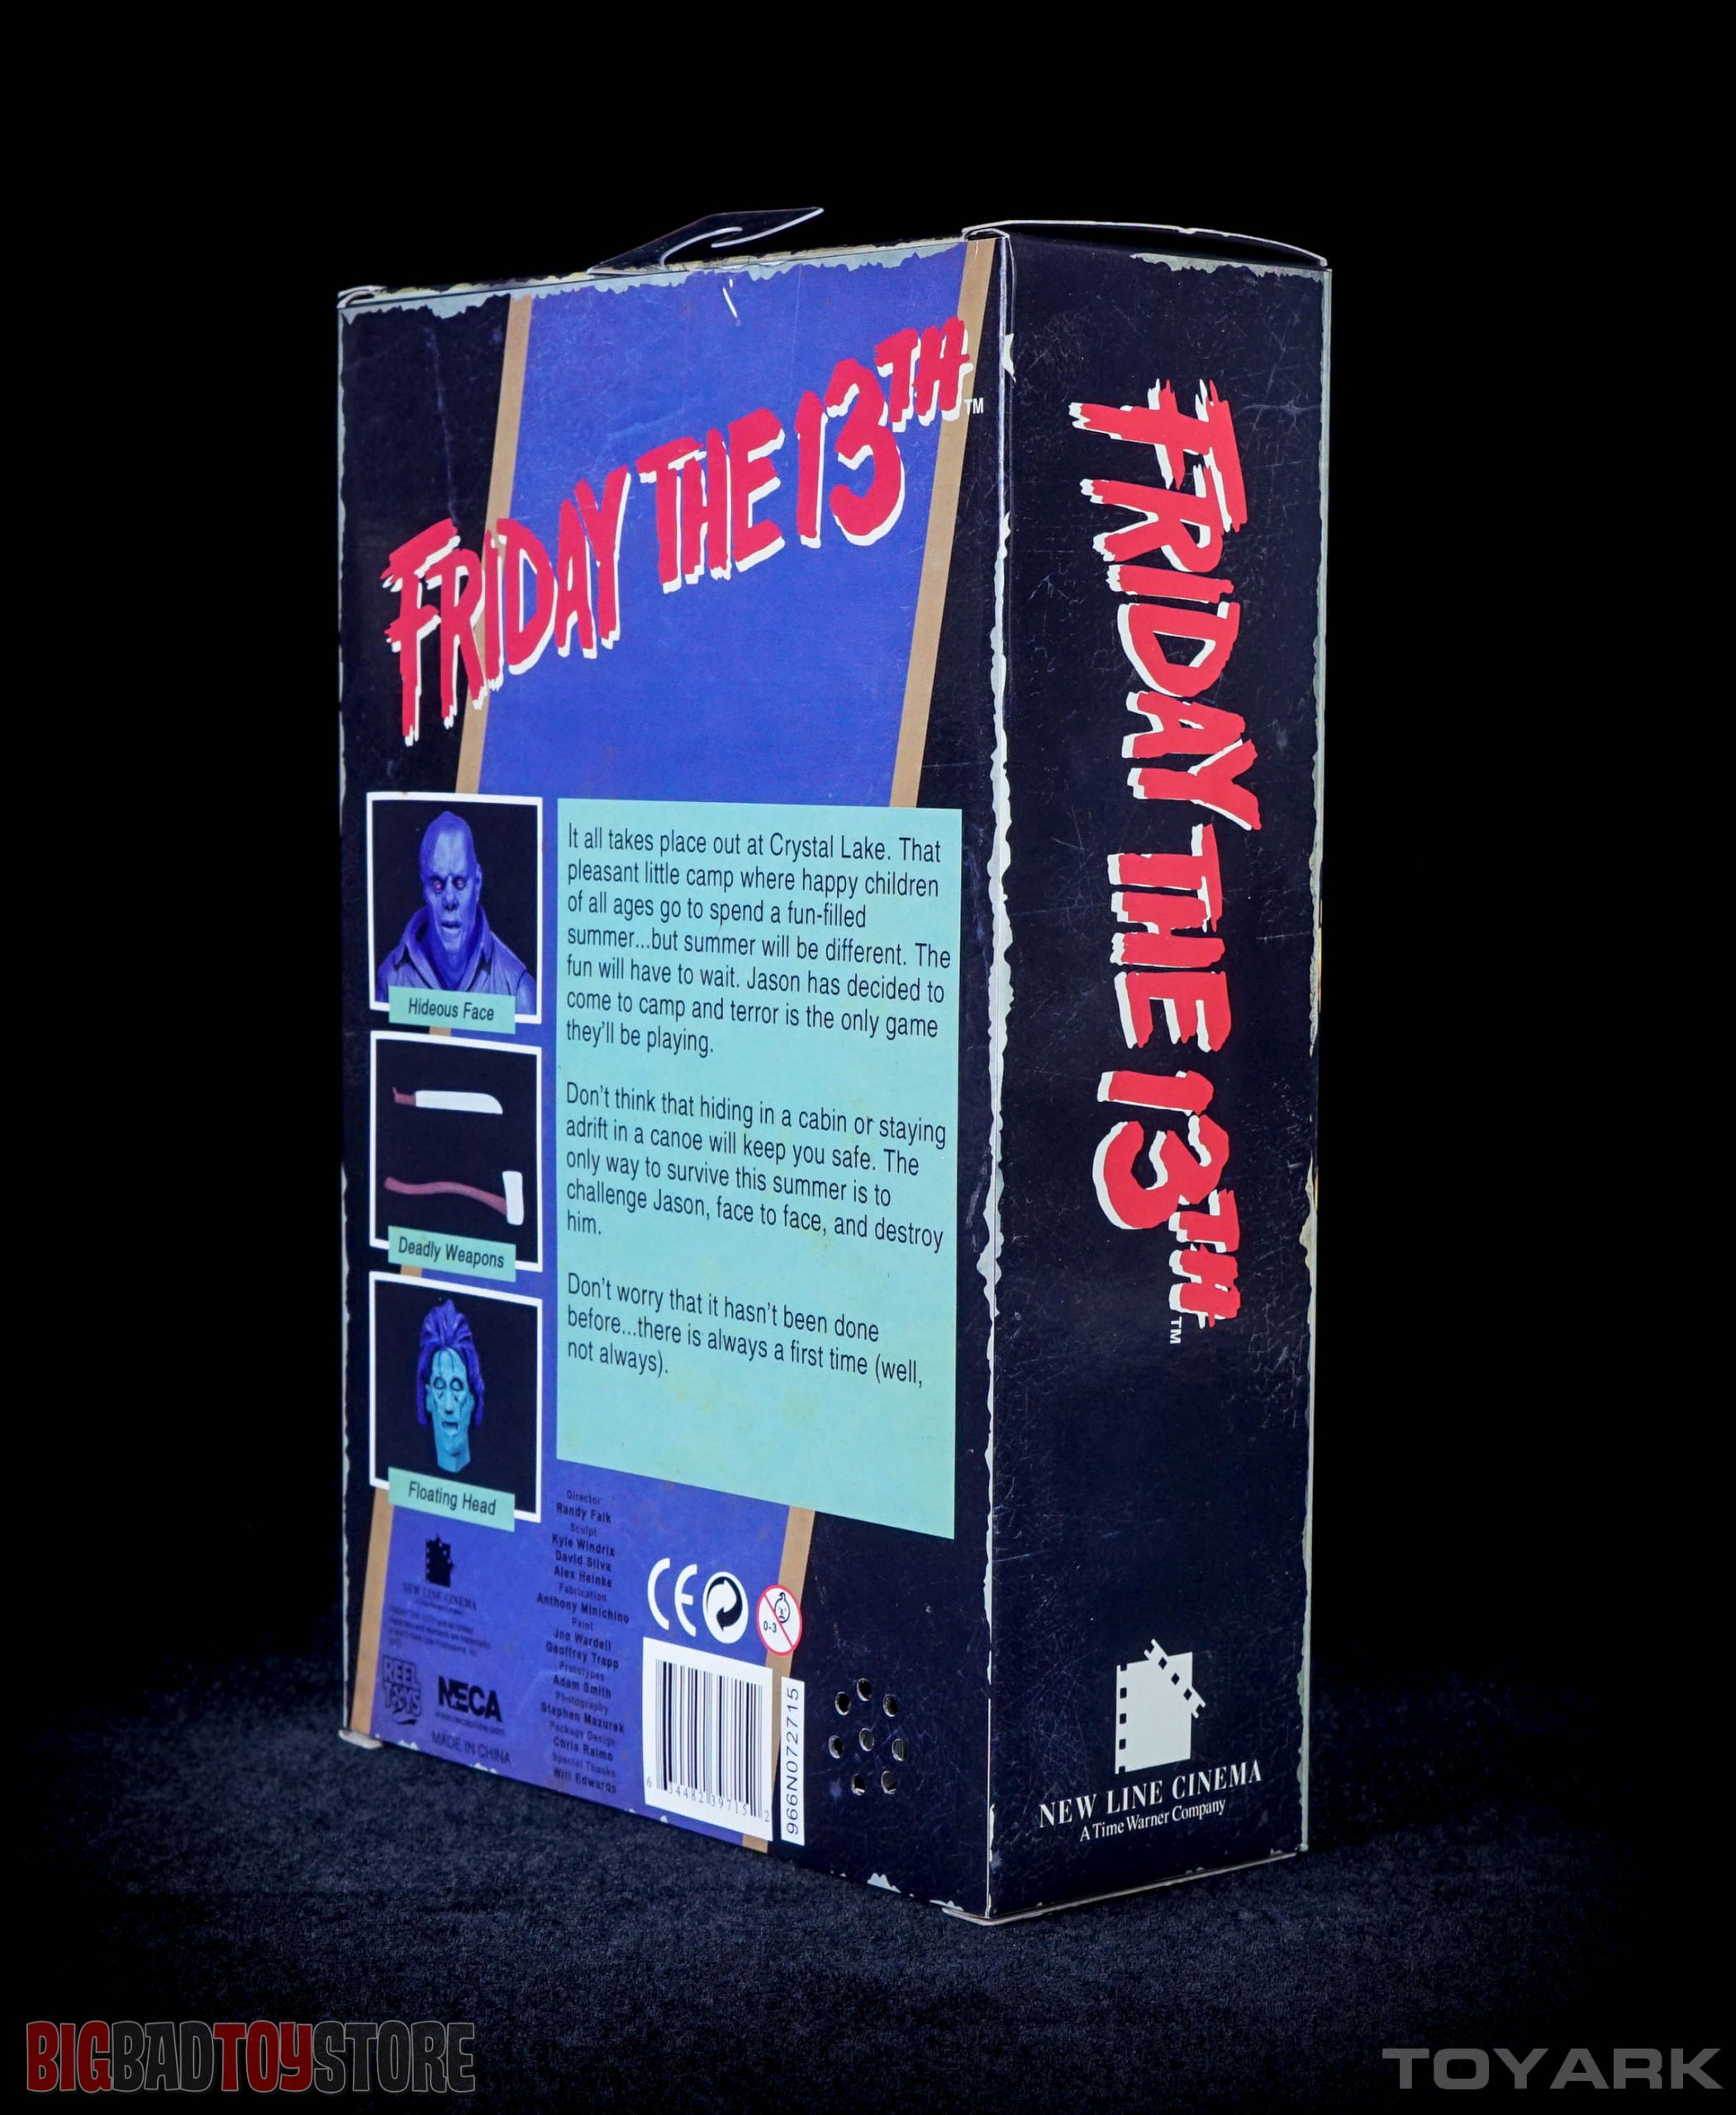 FRIDAY THE 13TH™
Hideous Face
Deadly Weapons
Floating Head
It all takes place out at Crystal Lake. That
pleasant little camp where happy children
of all ages go to spend a fun-filled
summer...but summer will be different. The
fun will have to wait. Jason has decided to
come to camp and terror is the only game
they'll be playing.
Don't think that hiding in a cabin or staying
adrift in a canoe will keep you safe. The
only way to survive this summer is to
challenge Jason, face to face, and destroy
him.
Don't worry that it hasn't been done
before...there is always a first time (well,
not always).
NEW LINE CINEMA
REEL
TOYS
NECA
MADE IN CHINA
Director
Randy Falk
Sculpt
Kyle Windrix
David Silva
Alex Heinke
Fabrication
Anthony Minichino
Paint
Jon Wardell
Geoffrey Trapp
Prototypes
Adam Smith
Photography
Stephen Mazurek
Package Design
Chris Raimo
Special Thanks
Will Edwards
CE
0-3
6 34482 39715 2
966N072715
FRIDAY THE 13TH™
NEW LINE CINEMA
A Time Warner Company
BIGBADTOYSTORE
TOYARK